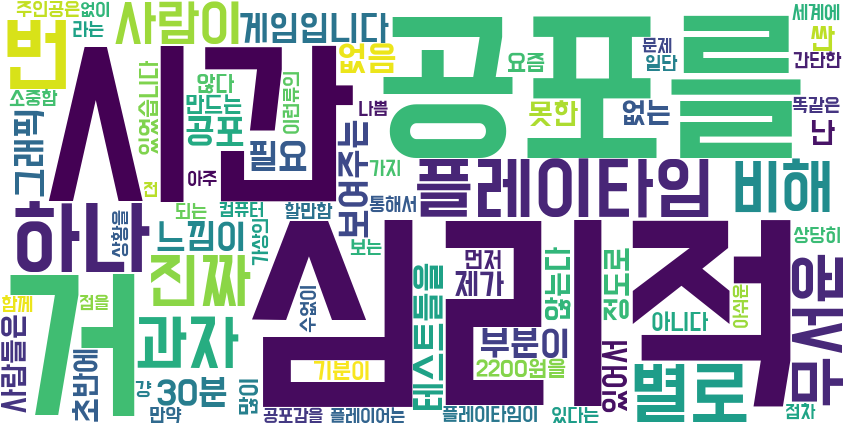 주인공은 없이
라는
번
사람이
게임입니다
시간
공포를
세계에
싼
간단한
소중함
있었습니다
않다
만드는
공포
이런류의
없음
나쁨
요즘
문제
일단
못한
없는
똑같은
난
그래픽
필요
아주
전
보여주는
가지
플레이타임
비해
하나
상황을
되는
컴퓨터
할만함
통해서
느낌이
가상의
보는
심리적
먼저
제가
않는다
정도로
상당히
공포
거
진짜
함께
점을
수없이
테스트들을
아쉬운
아니다
사람들은
과자
부분이
기분이
2200원을
있어서
별로
초반에
걍
30분
만약
많이
공포감을
플레이어는
플레이타임이
있다는
점차